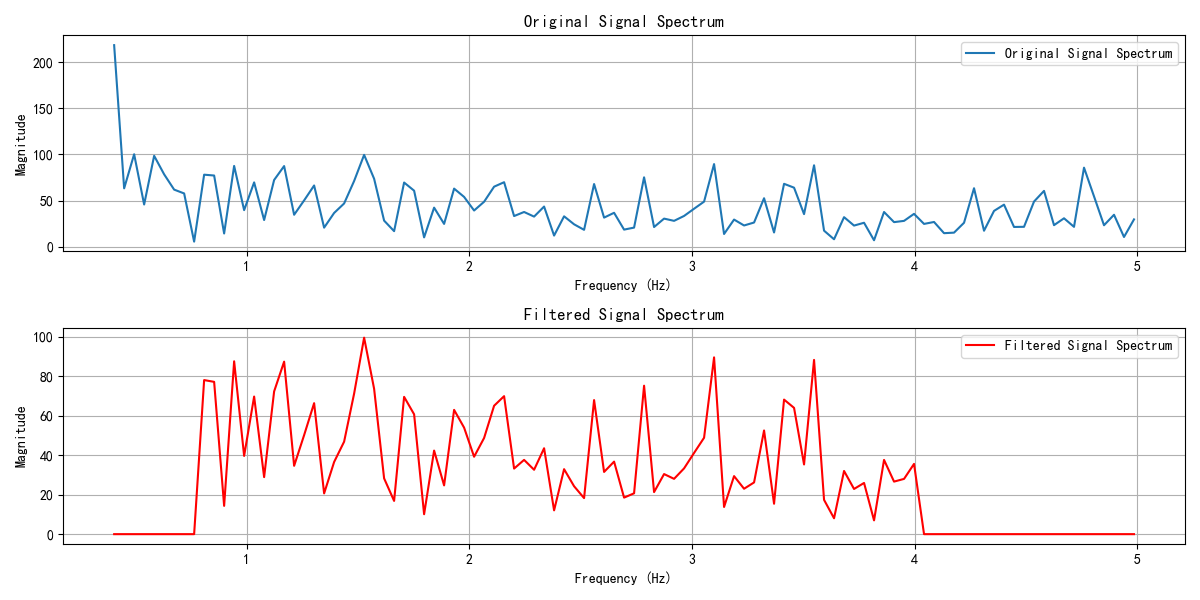 Original Signal Spectrum
Original Signal Spectrum
Magnitude
200
150
100
50
0
1 2 3 4 5
Frequency (Hz)
Filtered Signal Spectrum
Filtered Signal Spectrum
Magnitude
100
80
60
40
20
0
1 2 3 4 5
Frequency (Hz)